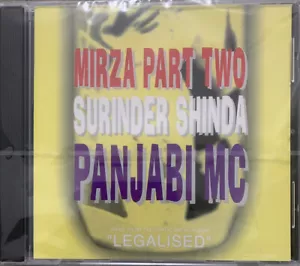 MIRZA PART TWO
SURINDER SHINDA
PANJABI MC
"LEGALISED"